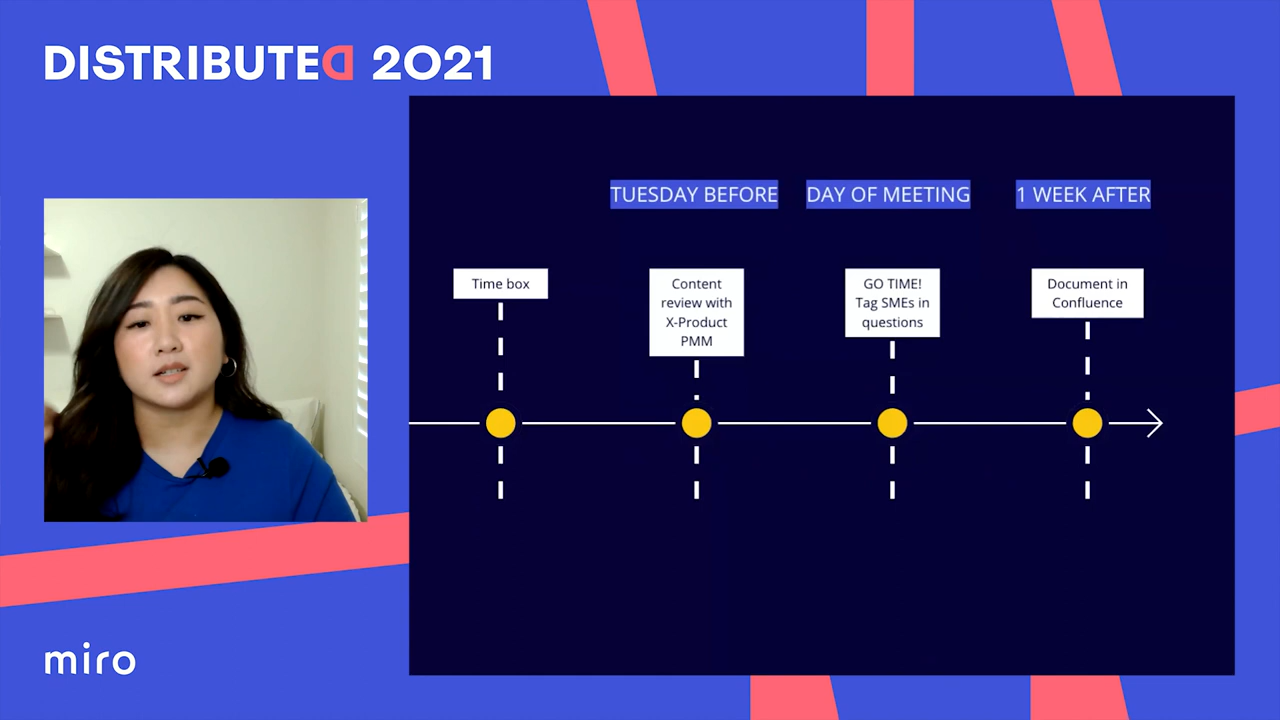 DISTRIBUTED 2021
TUESDAY BEFORE
DAY OF MEETING
1 WEEK AFTER
Time box
Content
review with
X-Product
PMM
GO TIME!
Tag SMEs in
questions
Document in
Confluence
miro